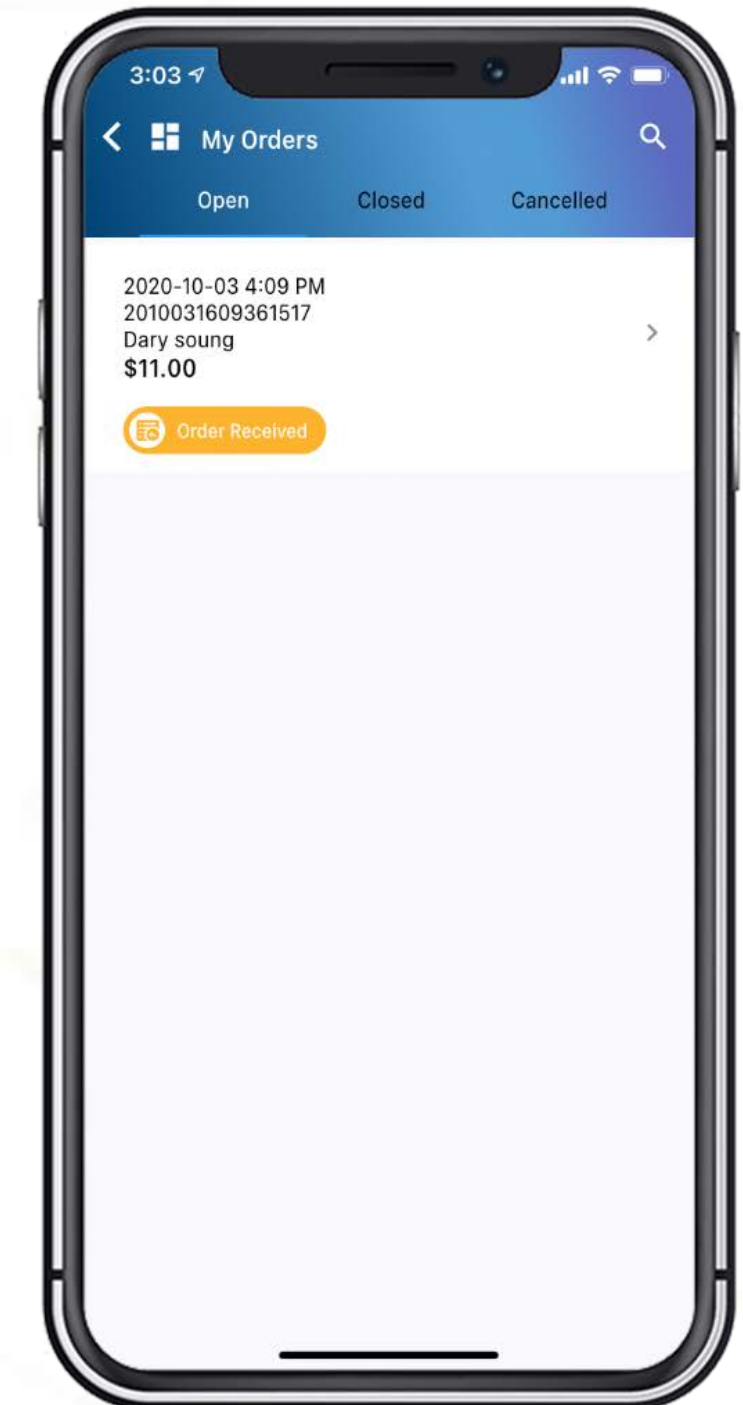 3:03
My Orders
Open Closed Cancelled
2020-10-03 4:09 PM
2010031609361517
Dary soung
$11.00
Order Received